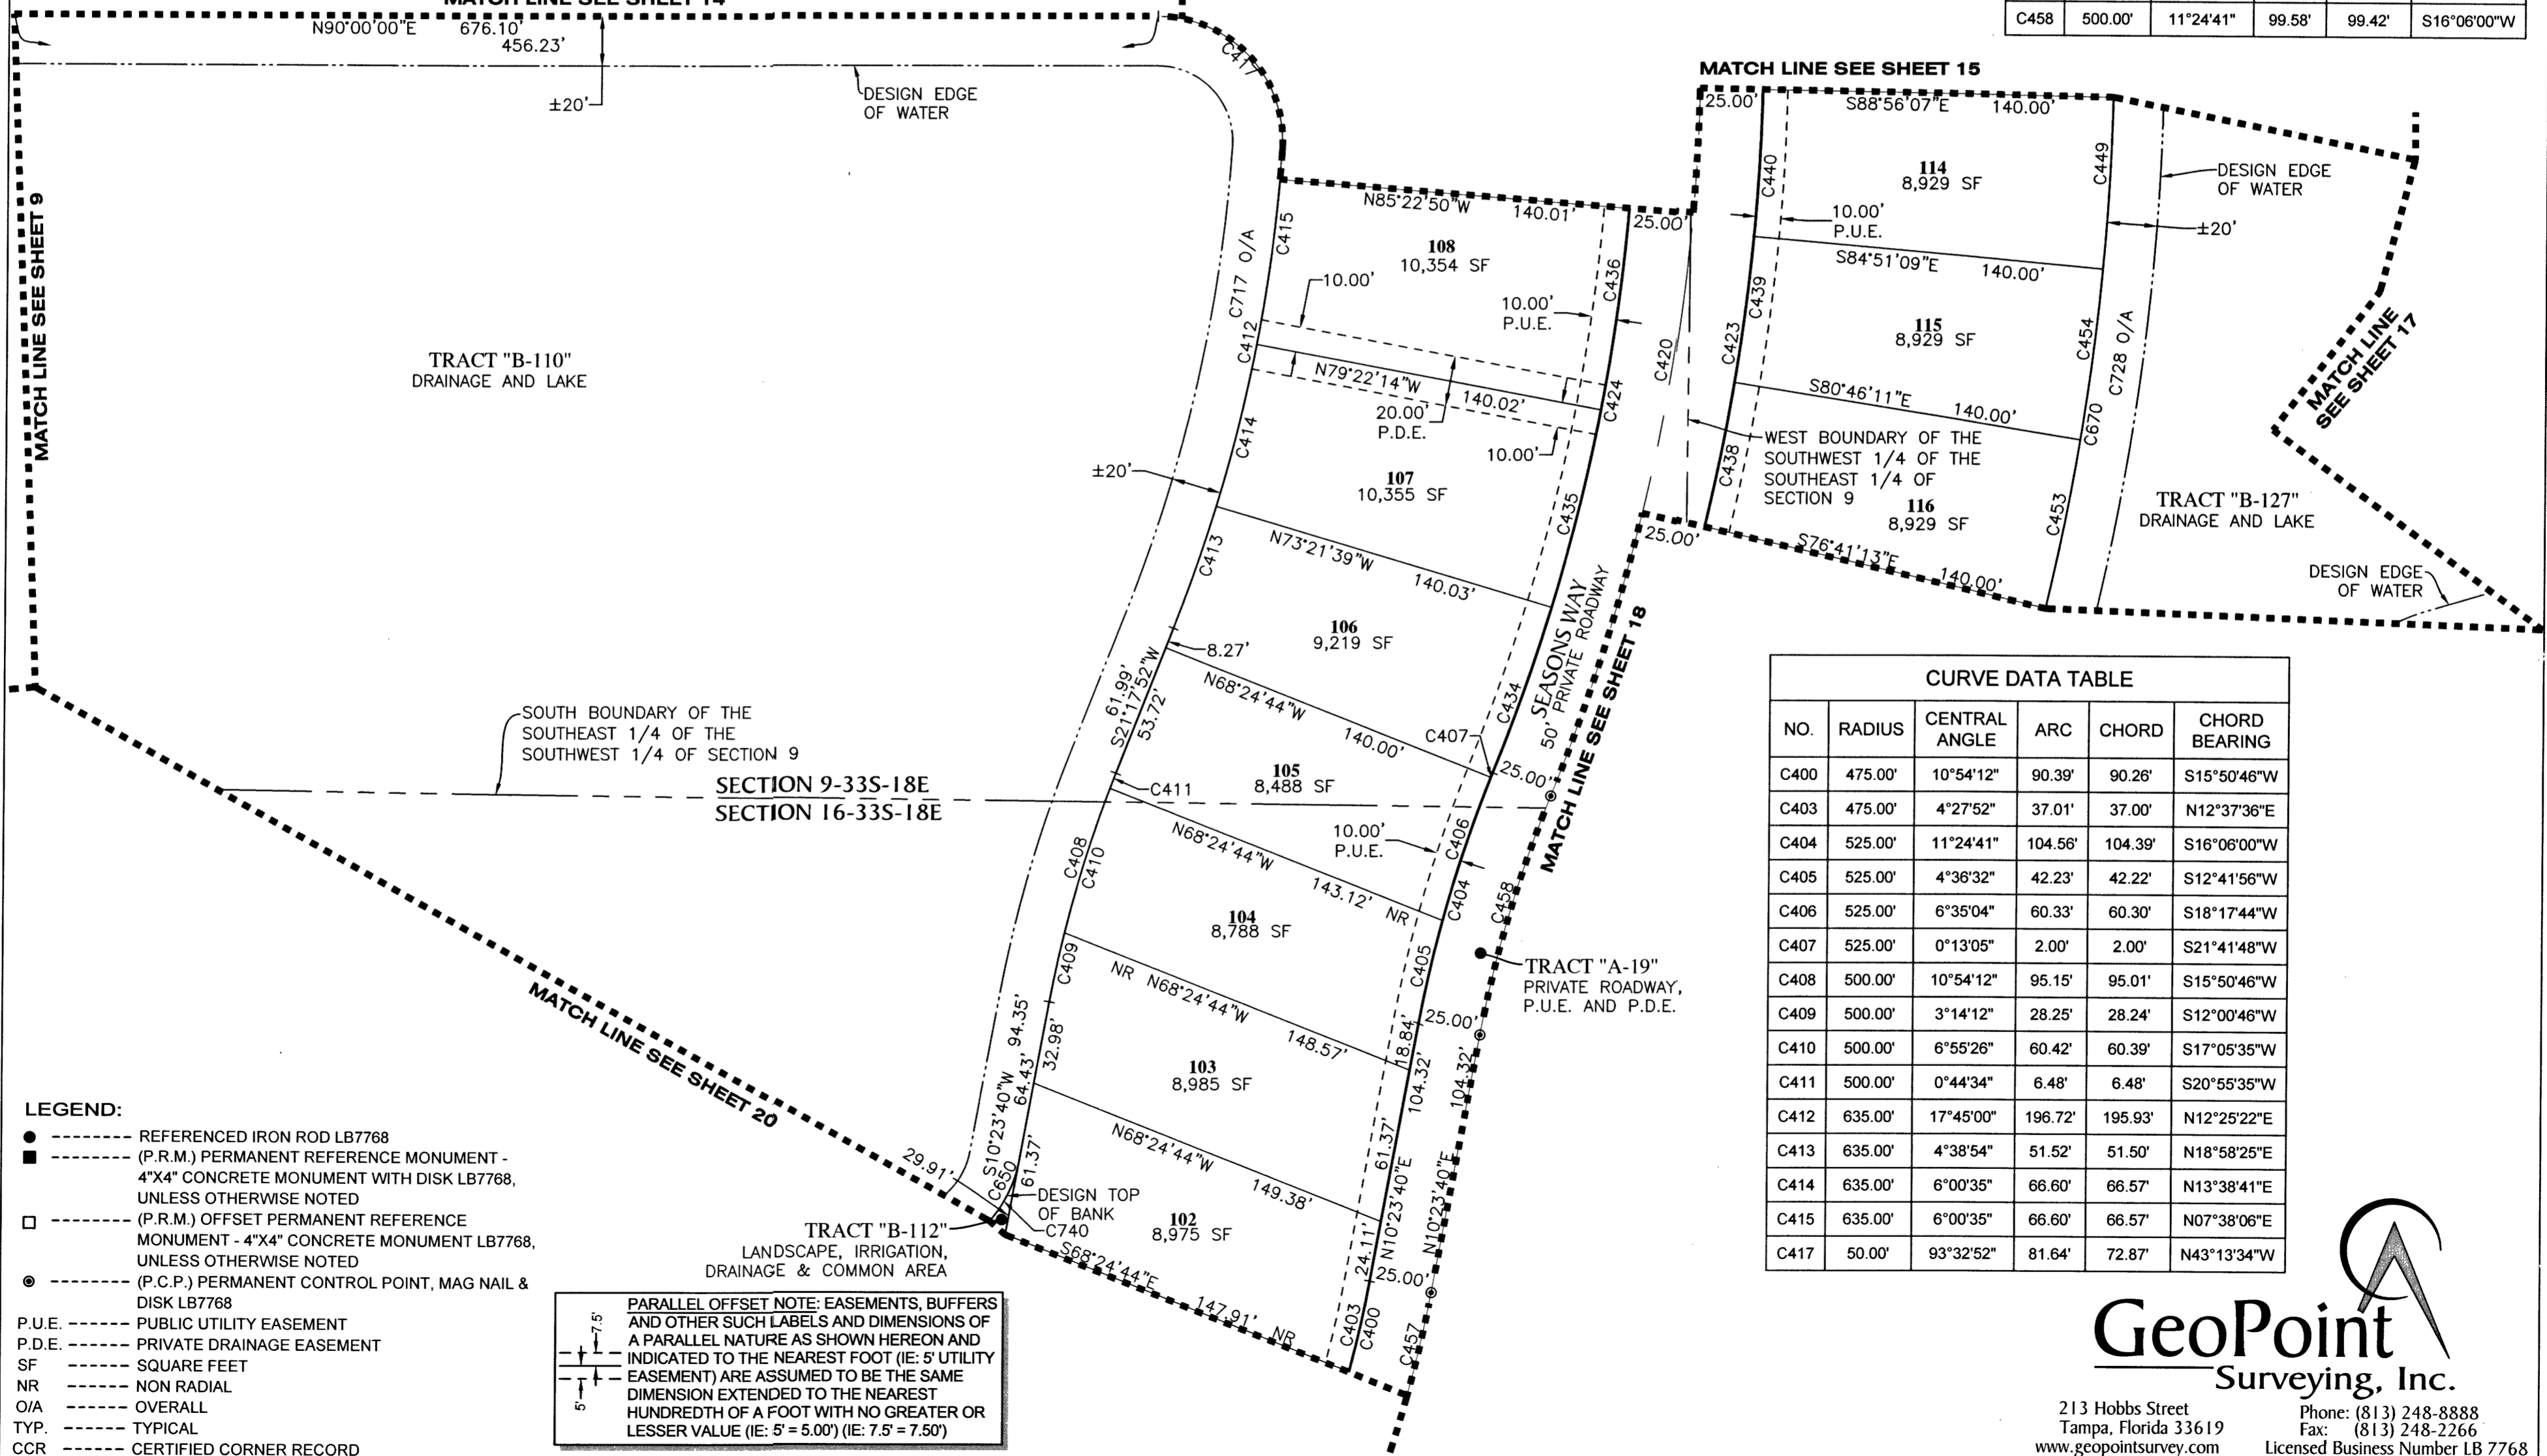 MATCH LINE SEE SHEET 14
N90°00'00"E 676.10'
456.23'
±20'
DESIGN EDGE
OF WATER
C417
MATCH LINE SEE SHEET 9
TRACT "B-110"
DRAINAGE AND LAKE
C458 500.00' 11°24'41" 99.58' 99.42' S16°06'00"W
MATCH LINE SEE SHEET 15
25.00'
S88°56'07"E 140.00'
C440
114
8,929 SF
10.00'
P.U.E.
C449
DESIGN EDGE
OF WATER
±20'
S84°51'09"E 140.00'
C439
C423
115
8,929 SF
C454
C728 O/A
S80°46'11"E 140.00'
C670
C438
WEST BOUNDARY OF THE
SOUTHWEST 1/4 OF THE
SOUTHEAST 1/4 OF
SECTION 9
116
8,929 SF
C453
25.00'
S76°41'13"E 140.00'
TRACT "B-127"
DRAINAGE AND LAKE
MATCH LINE
SEE SHEET 17
DESIGN EDGE
OF WATER
N85°22'50"W 140.01'
25.00'
C415
C717 O/A
108
10,354 SF
10.00'
10.00'
P.U.E.
C436
C420
C412
N79°22'14"W 140.02'
20.00'
P.D.E.
10.00'
C424
C414
107
10,355 SF
±20'
C435
C413
N73°21'39"W 140.03'
106
9,219 SF
8.27'
50' SEASONS WAY
PRIVATE ROADWAY
MATCH LINE SEE SHEET 18
C434
N68°24'44"W 140.00'
C407
61.99'
S21°17'52"W
53.72'
105
8,488 SF
25.00'
C411
SOUTH BOUNDARY OF THE
SOUTHEAST 1/4 OF THE
SOUTHWEST 1/4 OF SECTION 9
SECTION 9-33S-18E
SECTION 16-33S-18E
10.00'
P.U.E.
C406
N68°24'44"W 143.12' NR
C408
C410
C404
C458
104
8,788 SF
C409
C405
NR N68°24'44"W 148.57'
TRACT "A-19"
PRIVATE ROADWAY,
P.U.E. AND P.D.E.
25.00'
18.84'
104.32'
104.32'
103
8,985 SF
S10°23'40"W 94.35'
64.43'
32.98'
N68°24'44"W 149.38'
61.37'
N10°23'40"E
N10°23'40"E
24.11'
61.37'
C650
29.91'
DESIGN TOP
OF BANK
C740
102
8,975 SF
TRACT "B-112"
LANDSCAPE, IRRIGATION,
DRAINAGE & COMMON AREA
S68°24'44"E 147.91' NR
25.00'
C403
C400
C457
MATCH LINE SEE SHEET 20
CURVE DATA TABLE
NO. RADIUS CENTRAL ANGLE ARC CHORD CHORD BEARING
C400 475.00' 10°54'12" 90.39' 90.26' S15°50'46"W
C403 475.00' 4°27'52" 37.01' 37.00' N12°37'36"E
C404 525.00' 11°24'41" 104.56' 104.39' S16°06'00"W
C405 525.00' 4°36'32" 42.23' 42.22' S12°41'56"W
C406 525.00' 6°35'04" 60.33' 60.30' S18°17'44"W
C407 525.00' 0°13'05" 2.00' 2.00' S21°41'48"W
C408 500.00' 10°54'12" 95.15' 95.01' S15°50'46"W
C409 500.00' 3°14'12" 28.25' 28.24' S12°00'46"W
C410 500.00' 6°55'26" 60.42' 60.39' S17°05'35"W
C411 500.00' 0°44'34" 6.48' 6.48' S20°55'35"W
C412 635.00' 17°45'00" 196.72' 195.93' N12°25'22"E
C413 635.00' 4°38'54" 51.52' 51.50' N18°58'25"E
C414 635.00' 6°00'35" 66.60' 66.57' N13°38'41"E
C415 635.00' 6°00'35" 66.60' 66.57' N07°38'06"E
C417 50.00' 93°32'52" 81.64' 72.87' N43°13'34"W
LEGEND:
REFERENCED IRON ROD LB7768
(P.R.M.) PERMANENT REFERENCE MONUMENT -
4"X4" CONCRETE MONUMENT WITH DISK LB7768,
UNLESS OTHERWISE NOTED
(P.R.M.) OFFSET PERMANENT REFERENCE
MONUMENT - 4"X4" CONCRETE MONUMENT LB7768,
UNLESS OTHERWISE NOTED
(P.C.P.) PERMANENT CONTROL POINT, MAG NAIL &
DISK LB7768
P.U.E. ------ PUBLIC UTILITY EASEMENT
P.D.E. ------ PRIVATE DRAINAGE EASEMENT
SF ------ SQUARE FEET
NR ------ NON RADIAL
O/A ------ OVERALL
TYP. ------ TYPICAL
CCR ------ CERTIFIED CORNER RECORD
7.5'
5'
PARALLEL OFFSET NOTE: EASEMENTS, BUFFERS
AND OTHER SUCH LABELS AND DIMENSIONS OF
A PARALLEL NATURE AS SHOWN HEREON AND
INDICATED TO THE NEAREST FOOT (IE: 5' UTILITY
EASEMENT) ARE ASSUMED TO BE THE SAME
DIMENSION EXTENDED TO THE NEAREST
HUNDREDTH OF A FOOT WITH NO GREATER OR
LESSER VALUE (IE: 5' = 5.00') (IE: 7.5' = 7.50')
GeoPoint
Surveying, Inc.
213 Hobbs Street
Tampa, Florida 33619
www.geopointsurvey.com
Phone: (813) 248-8888
Fax: (813) 248-2266
Licensed Business Number LB 7768